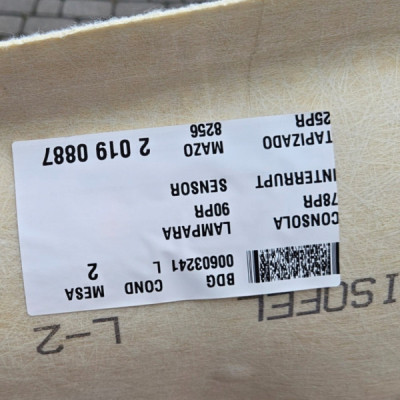 L-2
ISOFEL
BDG COND MESA
00603241 L 2
CONSOLA LAMPARA
78PR 90PR
INTERRUPT SENSOR
TAPIZADO MAZO 2 019 0887
25PR 8256